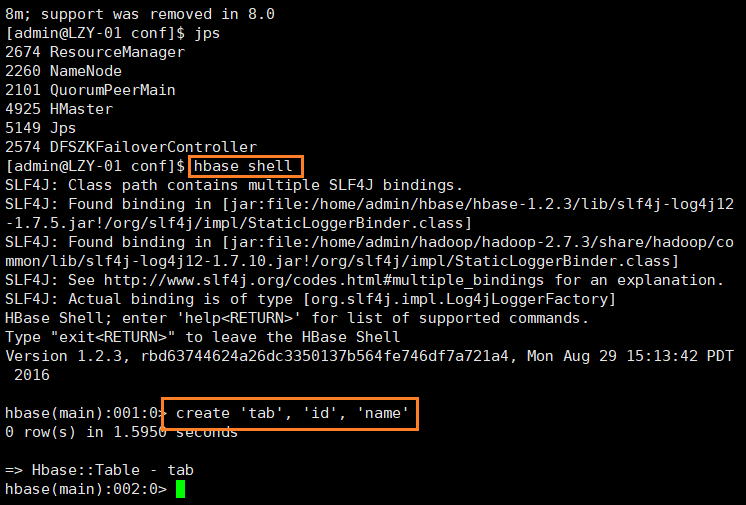 8m; support was removed in 8.0
[admin@LZY-01 conf]$ jps
2674 ResourceManager
2260 NameNode
2101 QuorumPeerMain
4925 HMaster
5149 Jps
2574 DFSZKFailoverController
[admin@LZY-01 conf]$ hbase shell
SLF4J: Class path contains multiple SLF4J bindings.
SLF4J: Found binding in [jar:file:/home/admin/hbase/hbase-1.2.3/lib/slf4j-log4j12
-1.7.5.jar!/org/slf4j/impl/StaticLoggerBinder.class]
SLF4J: Found binding in [jar:file:/home/admin/hadoop/hadoop-2.7.3/share/hadoop/co
mmon/lib/slf4j-log4j12-1.7.10.jar!/org/slf4j/impl/StaticLoggerBinder.class]
SLF4J: See http://www.slf4j.org/codes.html#multiple_bindings for an explanation.
SLF4J: Actual binding is of type [org.slf4j.impl.Log4jLoggerFactory]
HBase Shell; enter 'help<RETURN>' for list of supported commands.
Type "exit<RETURN>" to leave the HBase Shell
Version 1.2.3, rbd63744624a26dc3350137b564fe746df7a721a4, Mon Aug 29 15:13:42 PDT
 2016
hbase(main):001:0> create 'tab', 'id', 'name'
0 row(s) in 1.5950 seconds
=> Hbase::Table - tab
hbase(main):002:0>